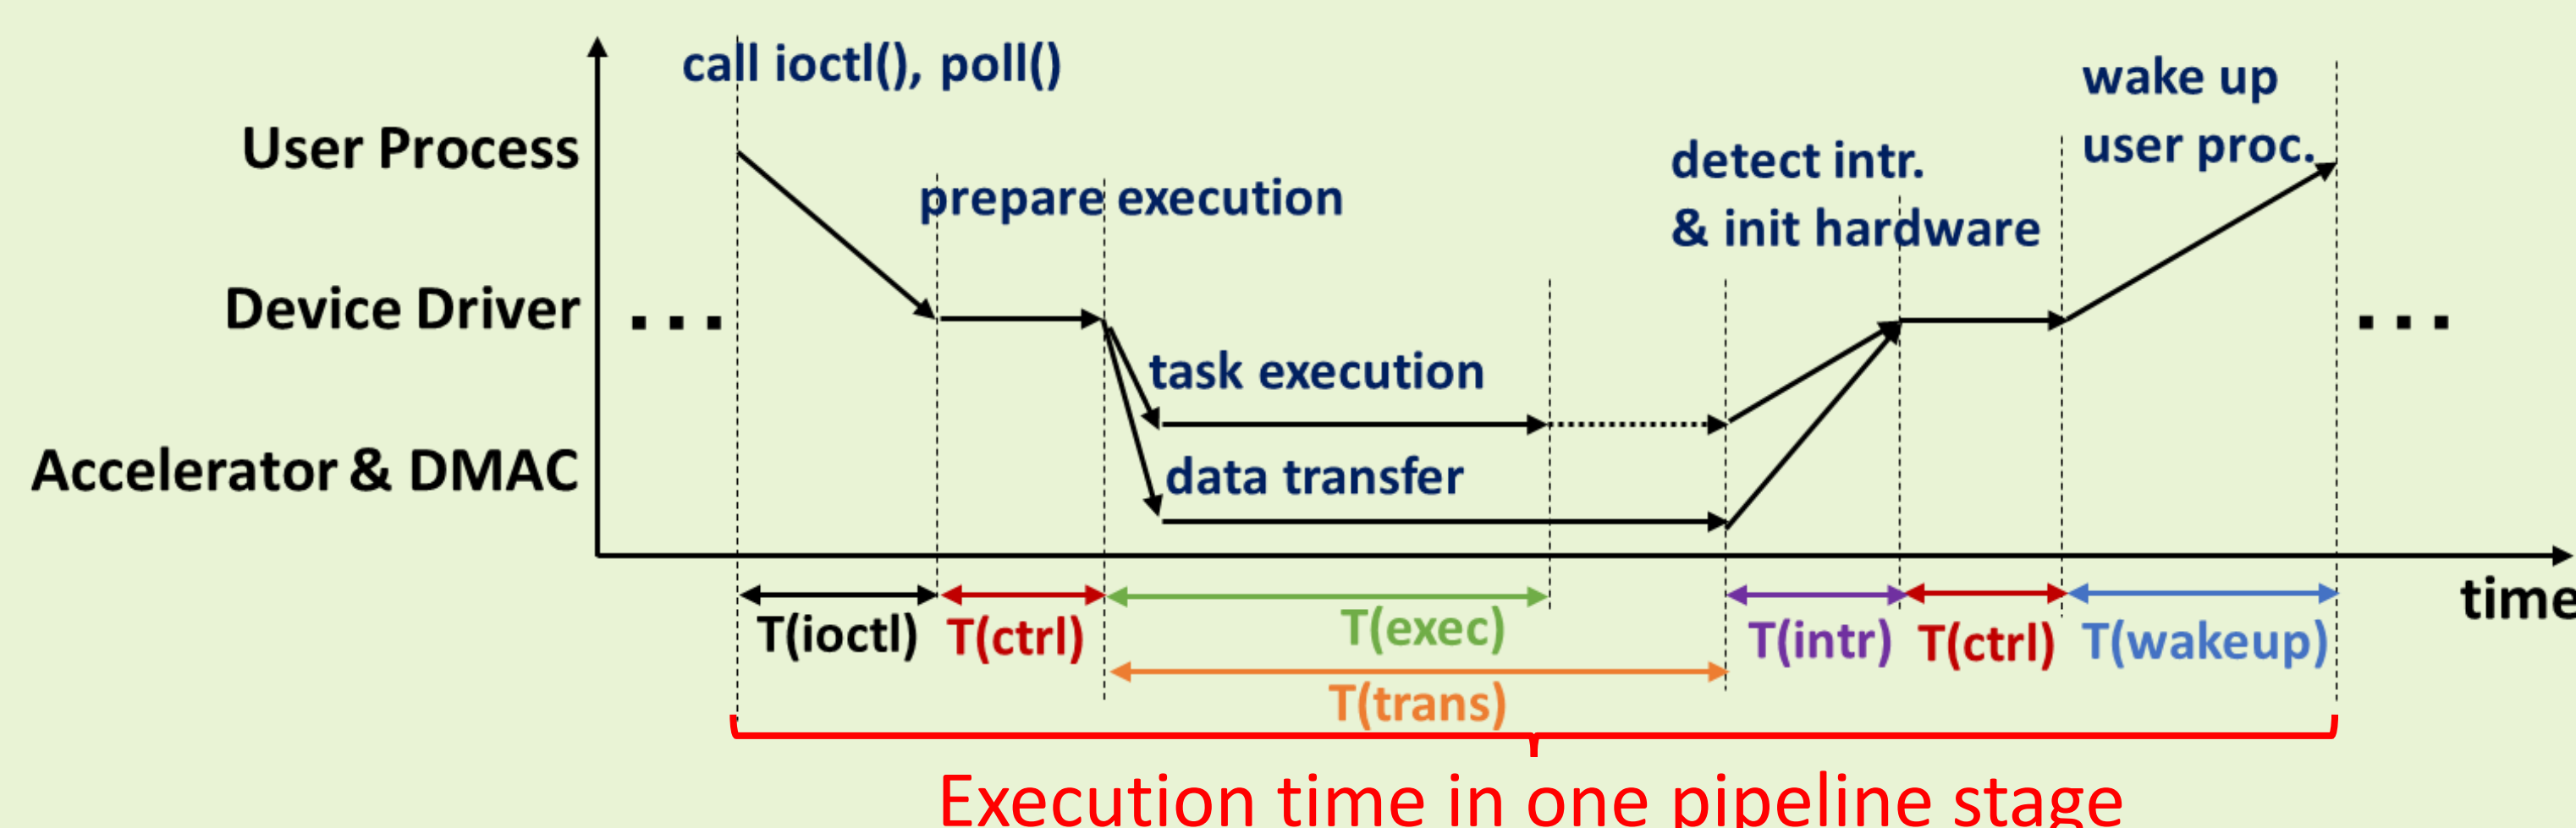 call ioctl(), poll()
wake up
user proc.
User Process
detect intr.
& init hardware
prepare execution
Device Driver
...
...
task execution
Accelerator & DMAC
data transfer
time
T(ioctl)
T(ctrl)
T(exec)
T(intr)
T(ctrl)
T(wakeup)
T(trans)
Execution time in one pipeline stage